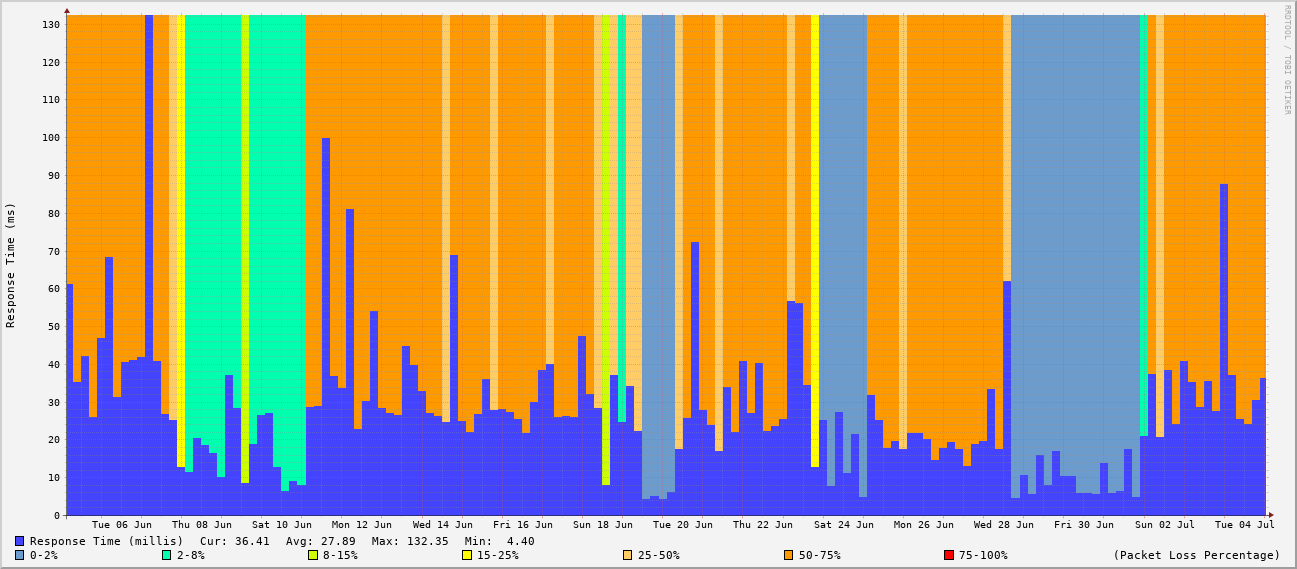 RRDTOOL / TOBI OETIKER
Response Time (ms)
130
120
110
100
90
80
70
60
50
40
30
20
10
0
Tue 06 Jun Thu 08 Jun Sat 10 Jun Mon 12 Jun Wed 14 Jun Fri 16 Jun Sun 18 Jun Tue 20 Jun Thu 22 Jun Sat 24 Jun Mon 26 Jun Wed 28 Jun Fri 30 Jun Sun 02 Jul Tue 04 Jul
Response Time (millis) Cur: 36.41 Avg: 27.89 Max: 132.35 Min: 4.40
0-2% 2-8% 8-15% 15-25% 25-50% 50-75% 75-100% (Packet Loss Percentage)